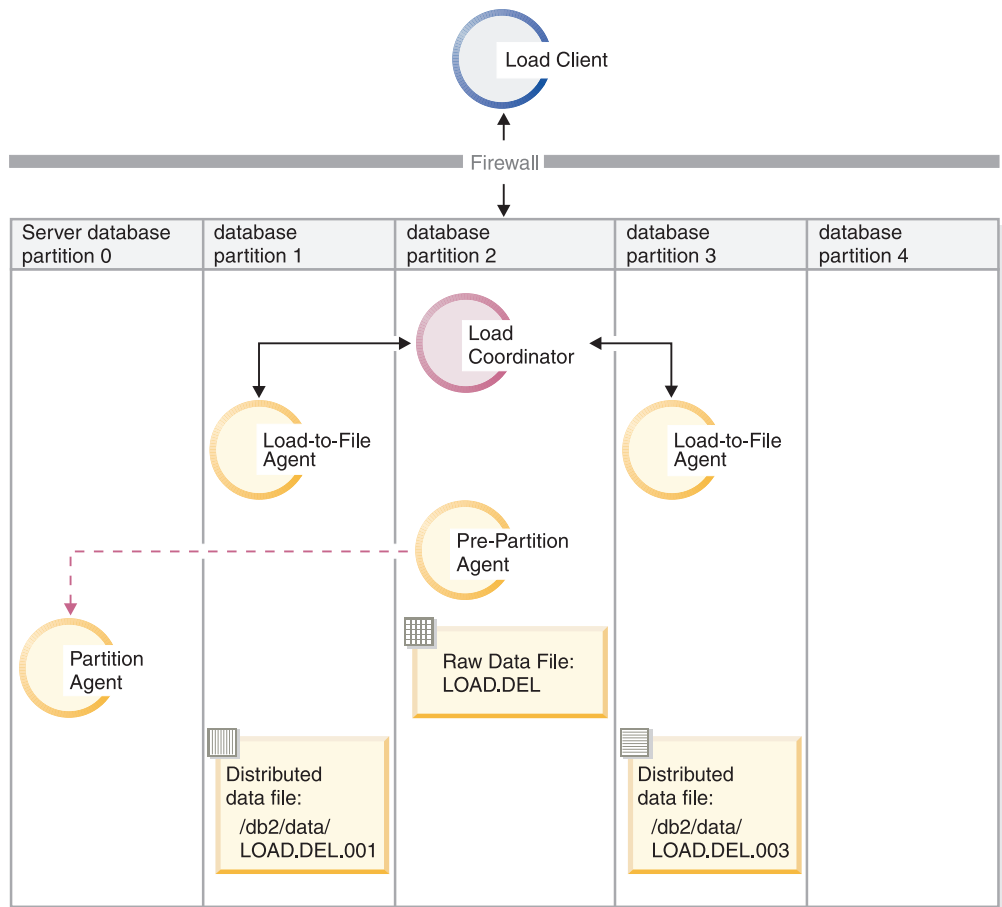 Load Client
Firewall
Server database
partition 0
database
partition 1
database
partition 2
database
partition 3
database
partition 4
Load
Coordinator
Load-to-File
Agent
Load-to-File
Agent
Pre-Partition
Agent
Partition
Agent
Raw Data File:
LOAD.DEL
Distributed
data file:
/db2/data/
LOAD.DEL.001
Distributed
data file:
/db2/data/
LOAD.DEL.003